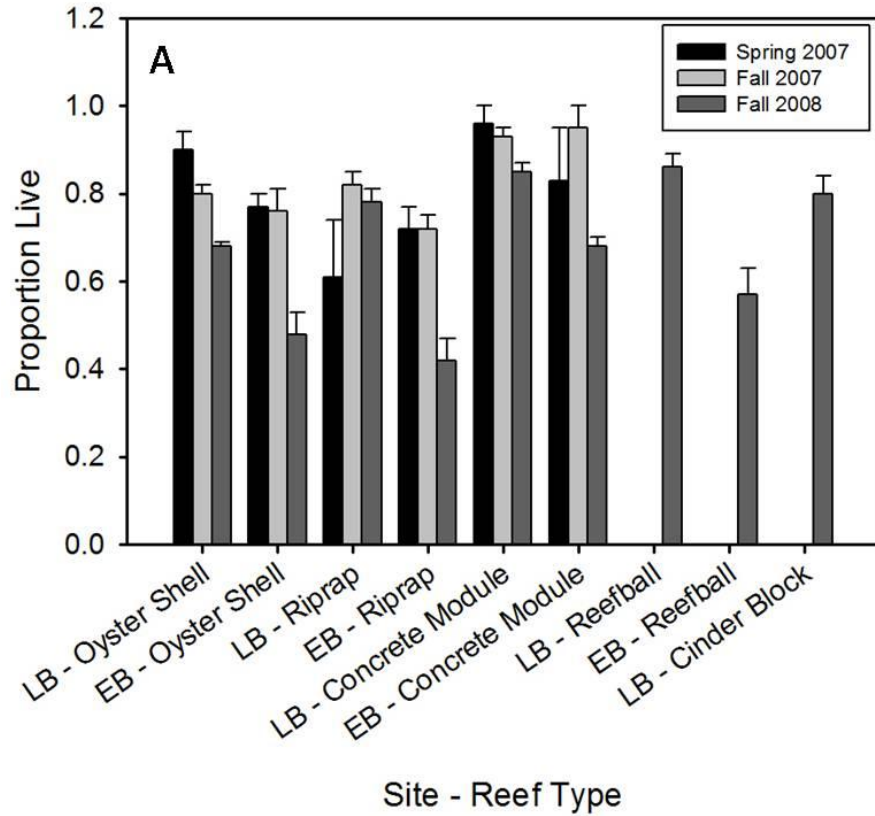 A
Spring 2007
Fall 2007
Fall 2008
1.2
1.0
0.8
0.6
0.4
0.2
0.0
Proportion Live
LB - Oyster Shell
EB - Oyster Shell
LB - Riprap
EB - Riprap
LB - Concrete Module
EB - Concrete Module
LB - Reefball
EB - Reefball
LB - Cinder Block
Site - Reef Type